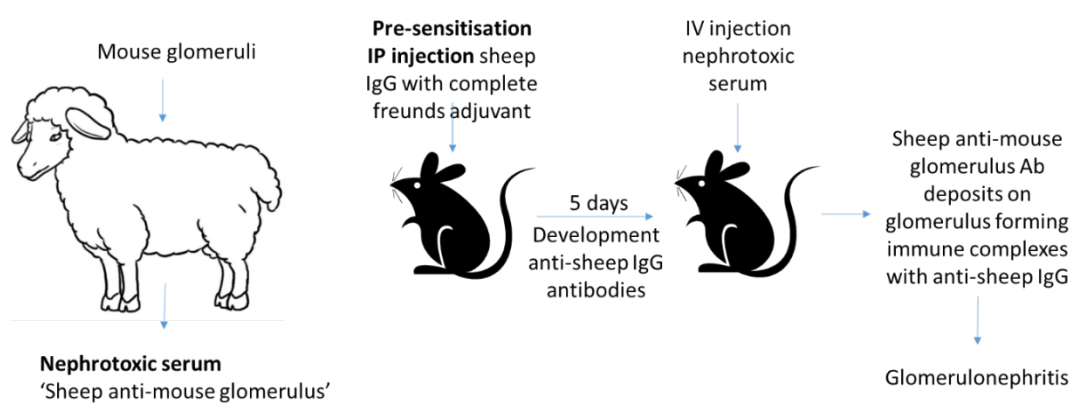 Mouse glomeruli
Nephrotoxic serum
‘Sheep anti-mouse glomerulus’
Pre-sensitisation
IP injection sheep
IgG with complete
freunds adjuvant
5 days
Development
anti-sheep IgG
antibodies
IV injection
nephrotoxic
serum
Sheep anti-mouse
glomerulus Ab
deposits on
glomerulus forming
immune complexes
with anti-sheep IgG
Glomerulonephritis